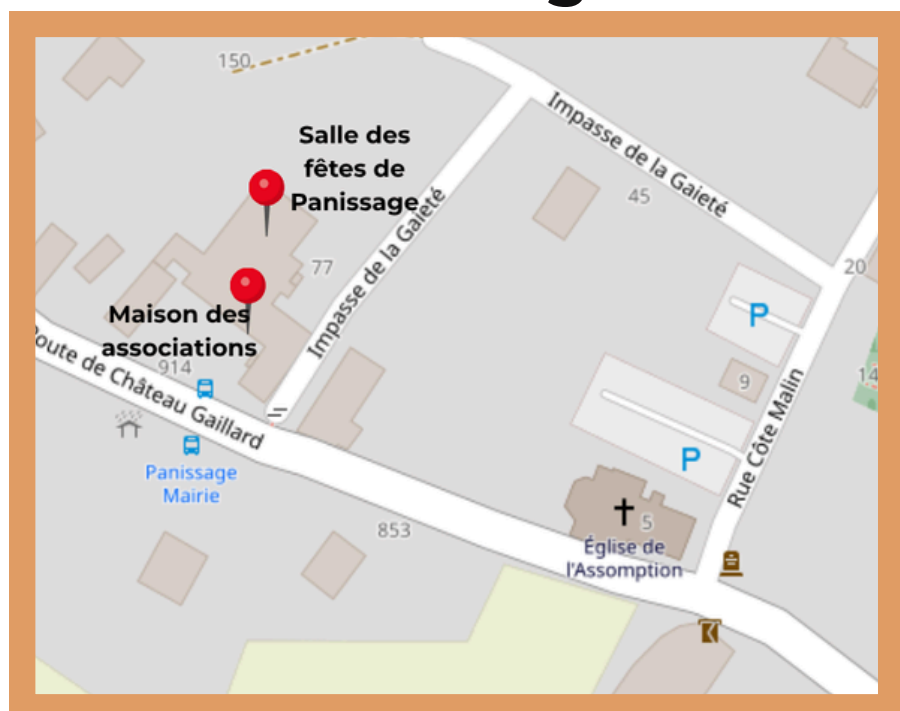 150
Salle des
fêtes de
Panissage
Impasse de la Gaieté
45
Impasse de la Gaieté
77
20
P
Maison des
associations
914
Route de Château Gaillard
9
Rue Côte Malin
P
Panissage
Mairie
853
5
Église de
l'Assomption